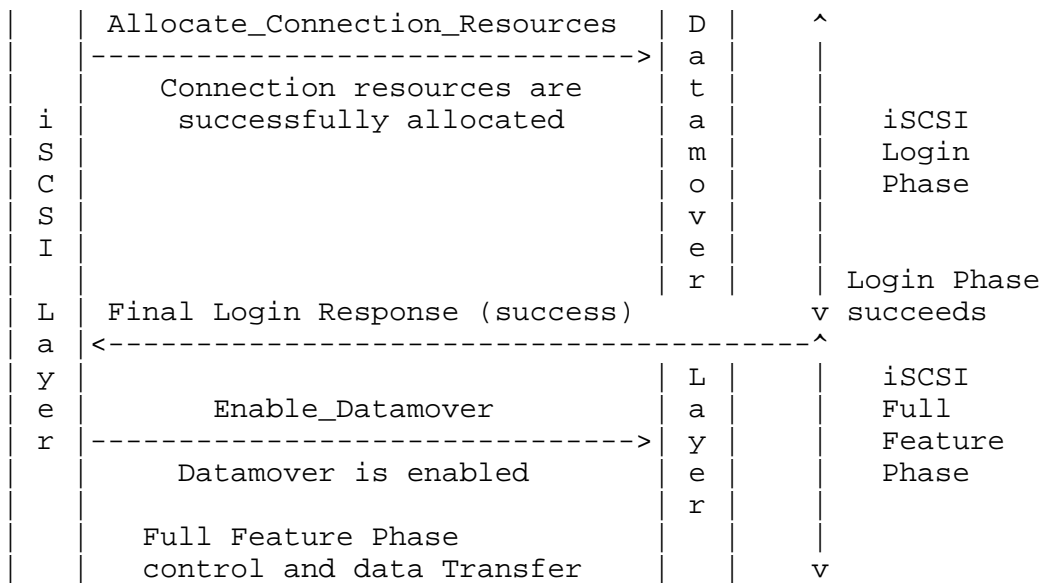 |     | Allocate_Connection_Resources  | D |     ^
|     |------------------------------->| a |     |
|     |    Connection resources are    | t |     |
|  i  |     successfully allocated     | a |     |   iSCSI
|  S  |                                | m |     |   Login
|  C  |                                | o |     |   Phase
|  S  |                                | v |     |
|  I  |                                | e |     |
|     |                                | r |     | Login Phase
|  L  | Final Login Response (success)             v succeeds
|  a  |<-------------------------------------------^
|  y  |                                | L |     |   iSCSI
|  e  |       Enable_Datamover         | a |     |   Full
|  r  |------------------------------->| y |     |   Feature
|     |     Datamover is enabled       | e |     |   Phase
|     |                                | r |     |
|     |   Full Feature Phase           |   |     |
|     |   control and data Transfer    |   |     v